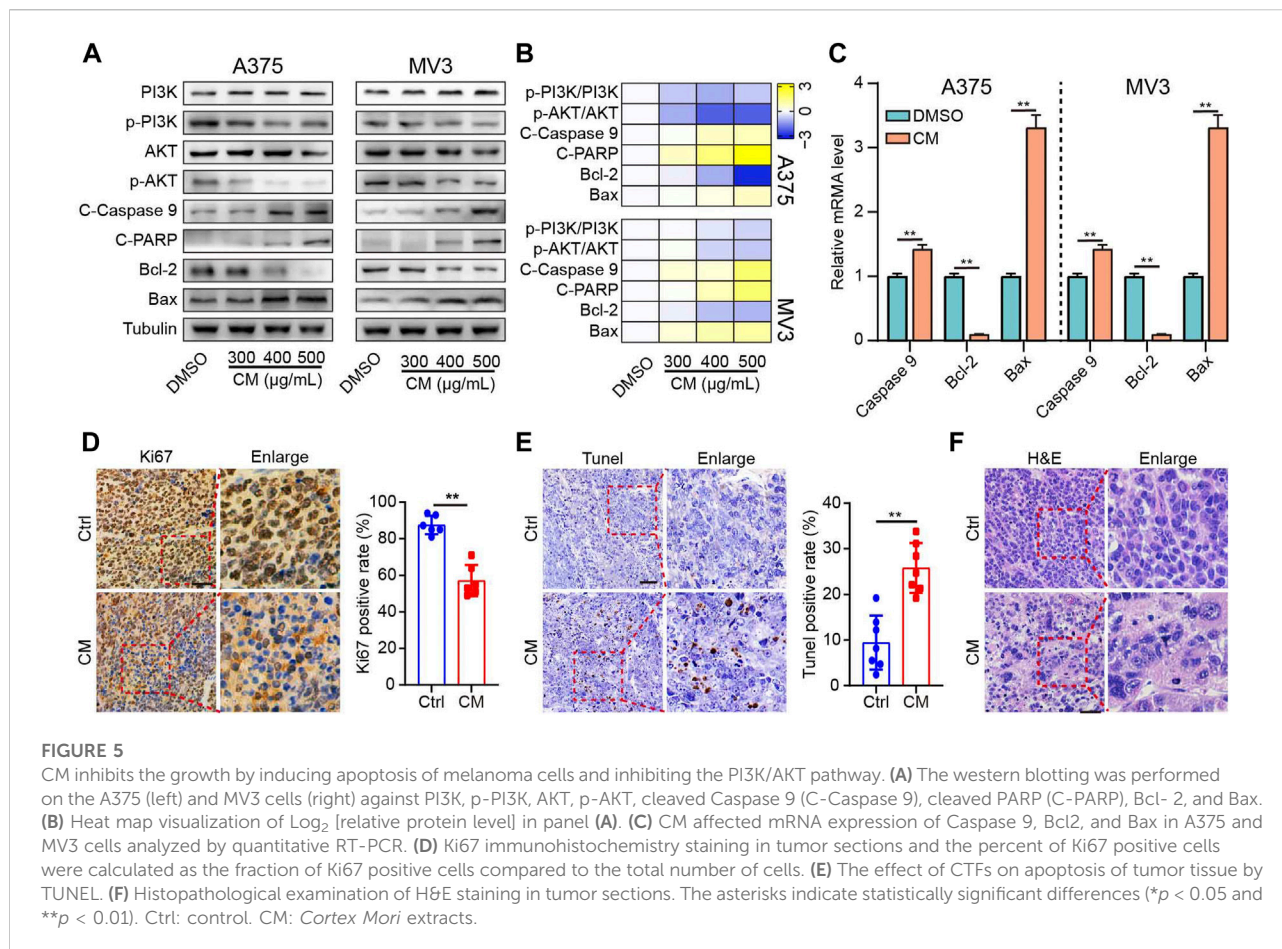 A
A375
MV3
PI3K
p-PI3K
AKT
p-AKT
C-Caspase 9
C-PARP
Bcl-2
Bax
Tubulin
DMSO
300 400 500
CM (µg/mL)
DMSO
300 400 500
CM (µg/mL)
B
p-PI3K/PI3K
p-AKT/AKT
C-Caspase 9
C-PARP
Bcl-2
Bax
A375
3
0
−3
p-PI3K/PI3K
p-AKT/AKT
C-Caspase 9
C-PARP
Bcl-2
Bax
MV3
DMSO
300 400 500
CM (µg/mL)
C
A375
MV3
DMSO
CM
Relative mRMA level
4
3
2
1
0
**
**
**
**
**
**
Caspase 9
Bcl-2
Bax
Caspase 9
Bcl-2
Bax
D
Ki67
Enlarge
Ctrl
CM
Ki67 positive rate (%)
100
80
60
40
20
0
**
Ctrl CM
E
Tunel
Enlarge
Ctrl
CM
Tunel positive rate (%)
40
30
20
10
0
**
Ctrl CM
F
H&E
Enlarge
Ctrl
CM
FIGURE 5
CM inhibits the growth by inducing apoptosis of melanoma cells and inhibiting the PI3K/AKT pathway. (A) The western blotting was performed
on the A375 (left) and MV3 cells (right) against PI3K, p-PI3K, AKT, p-AKT, cleaved Caspase 9 (C-Caspase 9), cleaved PARP (C-PARP), Bcl- 2, and Bax.
(B) Heat map visualization of Log2 [relative protein level] in panel (A). (C) CM affected mRNA expression of Caspase 9, Bcl2, and Bax in A375 and
MV3 cells analyzed by quantitative RT-PCR. (D) Ki67 immunohistochemistry staining in tumor sections and the percent of Ki67 positive cells
were calculated as the fraction of Ki67 positive cells compared to the total number of cells. (E) The effect of CTFs on apoptosis of tumor tissue by
TUNEL. (F) Histopathological examination of H&E staining in tumor sections. The asterisks indicate statistically significant differences (*p < 0.05 and
**p < 0.01). Ctrl: control. CM: Cortex Mori extracts.